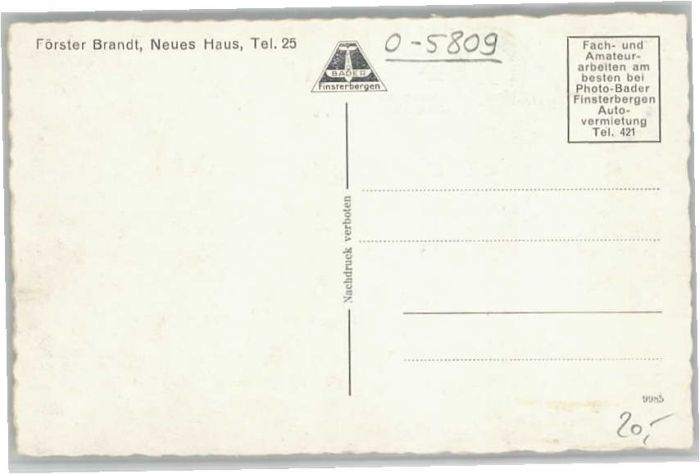 Förster Brandt, Neues Haus, Tel. 25
BADER
Finsterbergen
O-5809
Fach- und
Amateur-
arbeiten am
besten bei
Photo-Bader
Finsterbergen
Auto-
vermietung
Tel. 421
Nachdruck verboten
9985
20,-